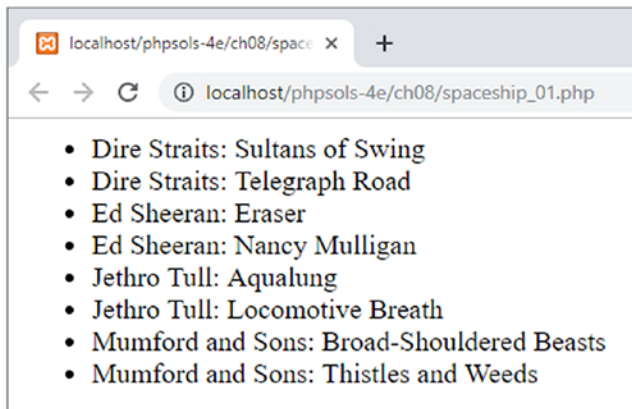 localhost/phpsols-4e/ch08/space
localhost/phpsols-4e/ch08/spaceship_01.php
• Dire Straits: Sultans of Swing
• Dire Straits: Telegraph Road
• Ed Sheeran: Eraser
• Ed Sheeran: Nancy Mulligan
• Jethro Tull: Aqualung
• Jethro Tull: Locomotive Breath
• Mumford and Sons: Broad-Shouldered Beasts
• Mumford and Sons: Thistles and Weeds